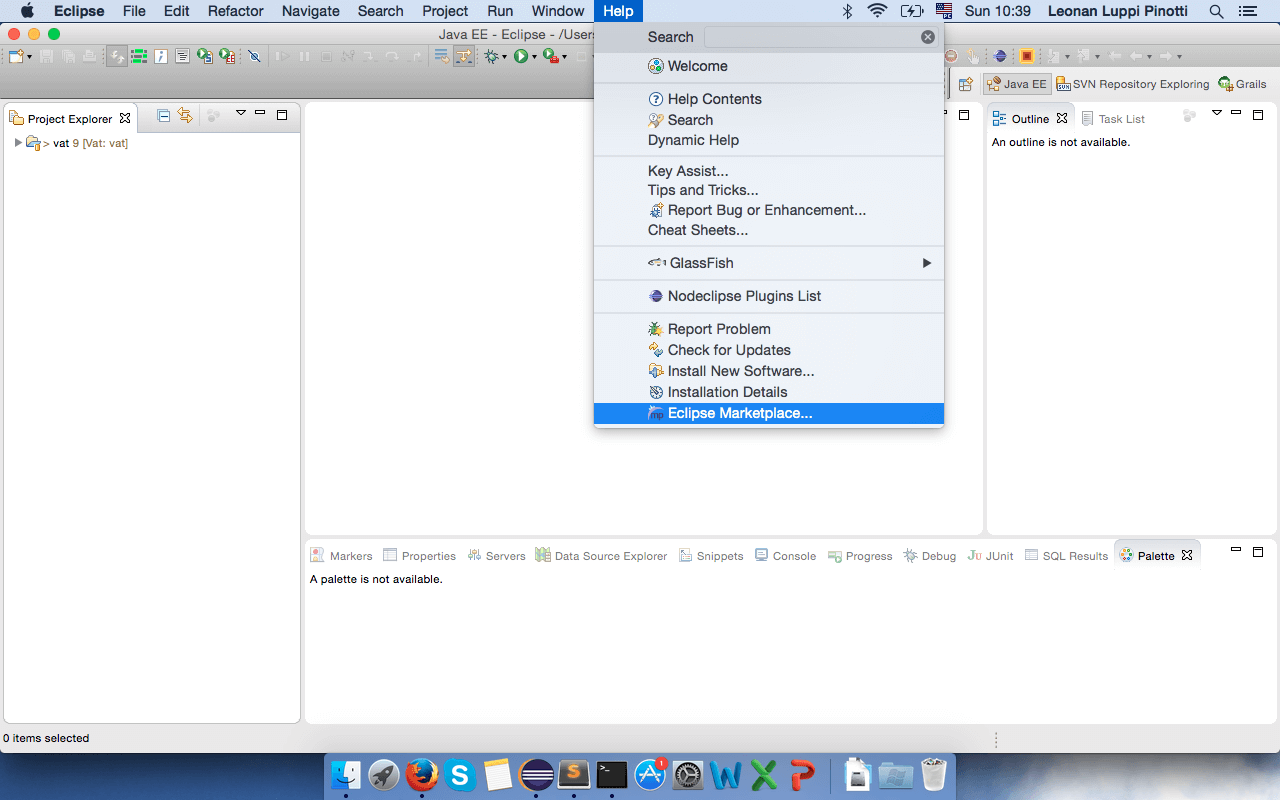 Eclipse File Edit Refactor Navigate Search Project Run Window Help Sun 10:39 Leonan Luppi Pinotti
Java EE - Eclipse - /Users
Search
Welcome
Help Contents
Search
Dynamic Help
Key Assist...
Tips and Tricks...
Report Bug or Enhancement...
Cheat Sheets...
GlassFish
Nodeclipse Plugins List
Report Problem
Check for Updates
Install New Software...
Installation Details
Eclipse Marketplace...
Java EE SVN Repository Exploring Grails
Project Explorer
> vat 9 [Vat: vat]
Outline Task List
An outline is not available.
Markers Properties Servers Data Source Explorer Snippets Console Progress Debug JUnit SQL Results Palette
A palette is not available.
0 items selected